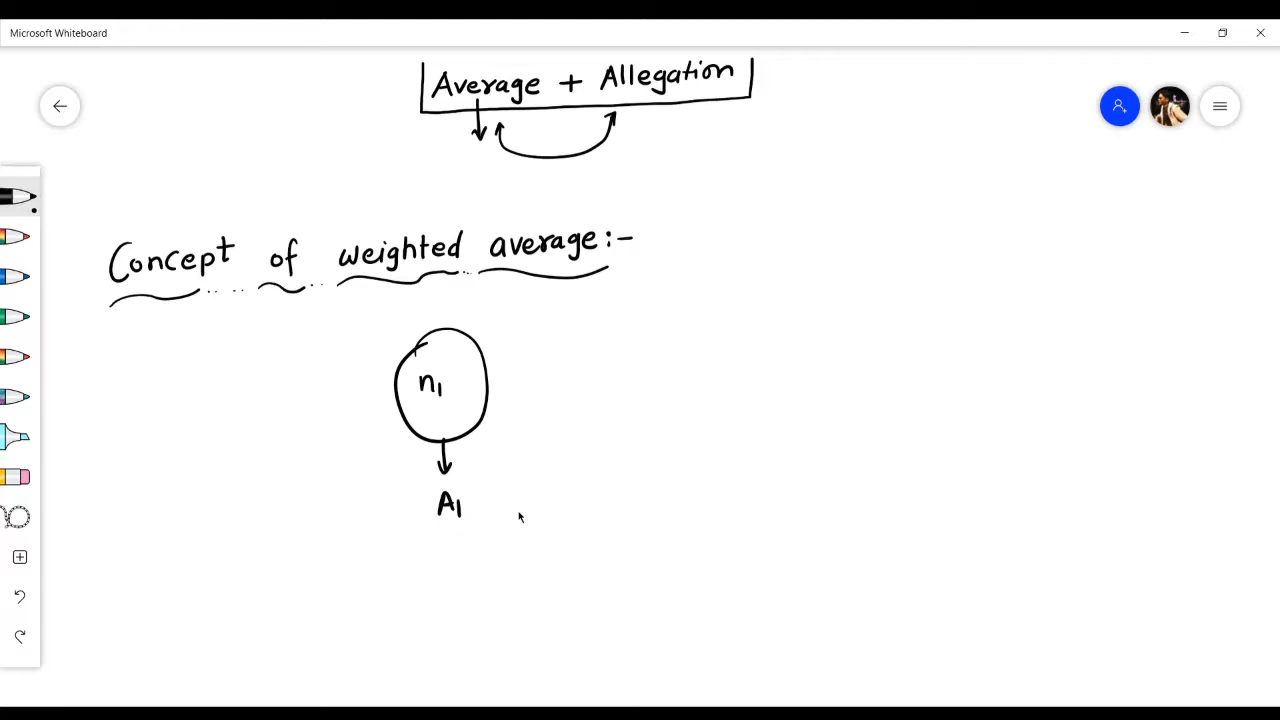 Microsoft Whiteboard
Average + Allegation
Concept of weighted average:-
n1
A1